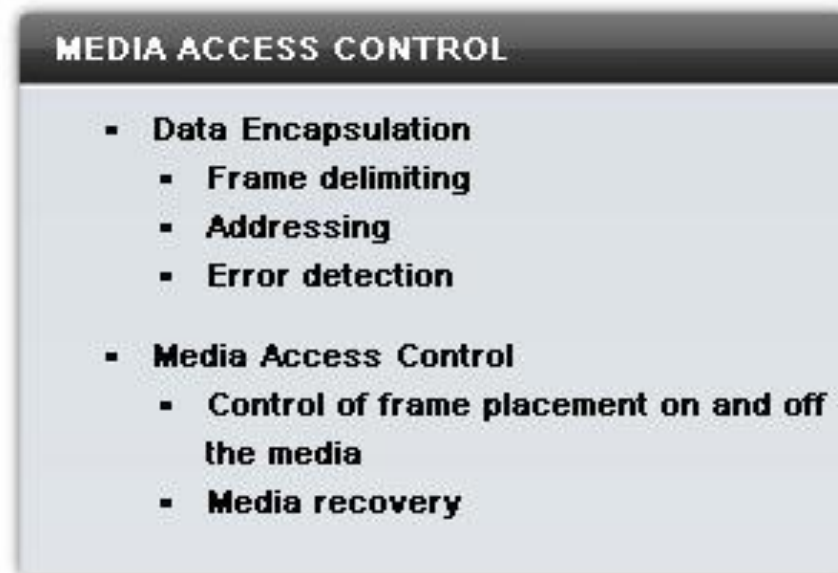 MEDIA ACCESS CONTROL
▪ Data Encapsulation
▪ Frame delimiting
▪ Addressing
▪ Error detection
▪ Media Access Control
▪ Control of frame placement on and off
the media
▪ Media recovery